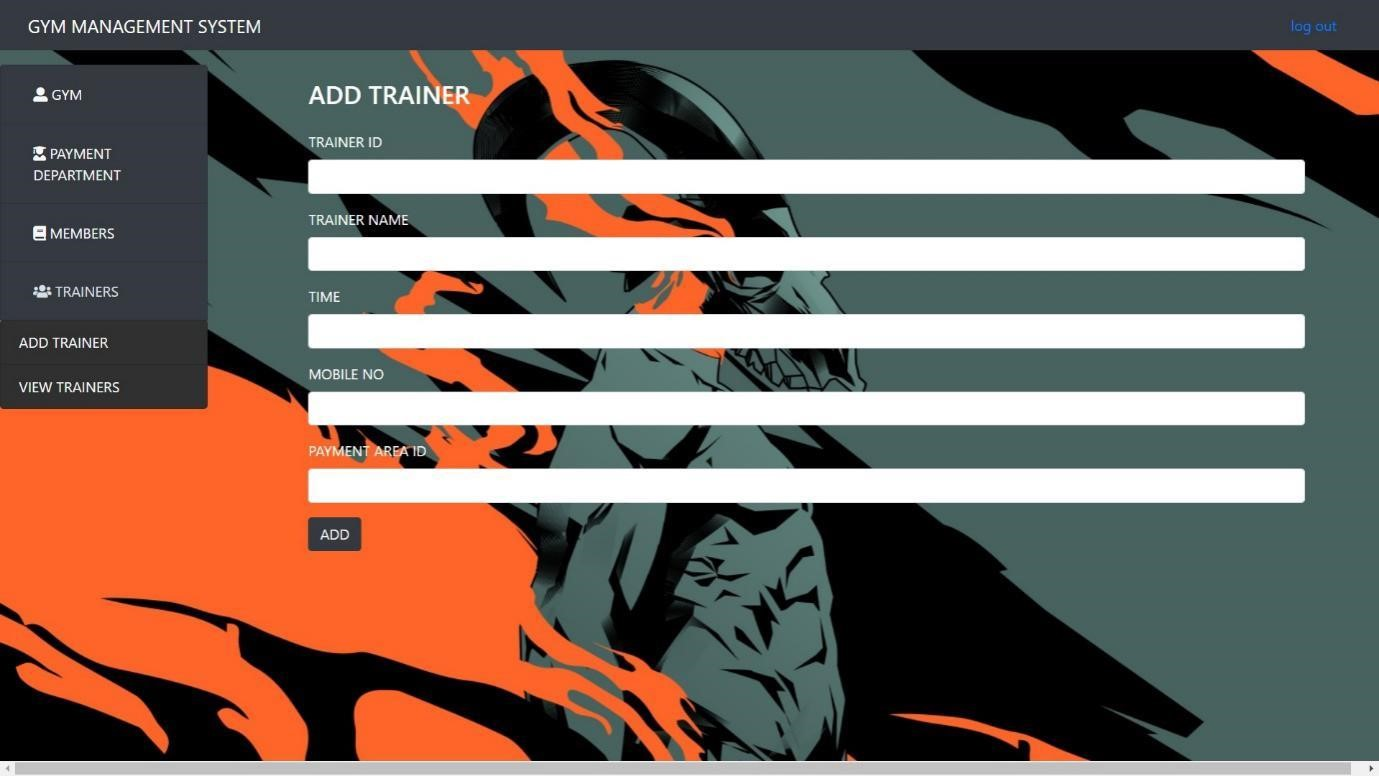 GYM MANAGEMENT SYSTEM
log out
GYM
PAYMENT
DEPARTMENT
MEMBERS
TRAINERS
ADD TRAINER
VIEW TRAINERS
ADD TRAINER
TRAINER ID
TRAINER NAME
TIME
MOBILE NO
PAYMENT AREA ID
ADD